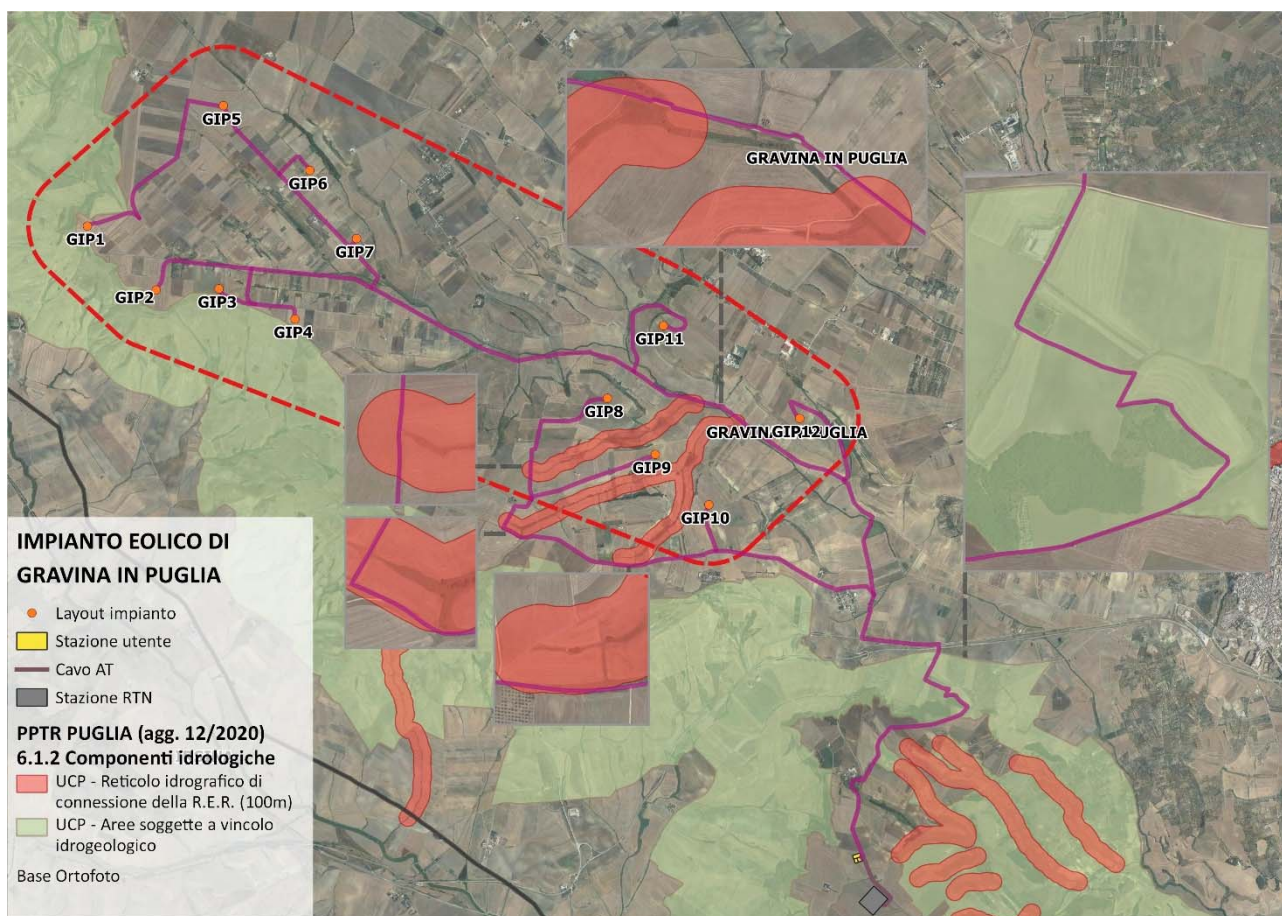 GIP5
GRAVINA IN PUGLIA
GIP6
GIP1
GIP7
GIP2
GIP3
GIP4
GIP11
GIP8
GIP12
GIP9
GIP10
IMPIANTO EOLICO DI
GRAVINA IN PUGLIA
Layout impianto
Stazione utente
Cavo AT
Stazione RTN
PPTR PUGLIA (agg. 12/2020)
6.1.2 Componenti idrologiche
UCP - Reticolo idrografico di
connessione della R.E.R. (100m)
UCP - Aree soggette a vincolo
idrogeologico
Base Ortofoto